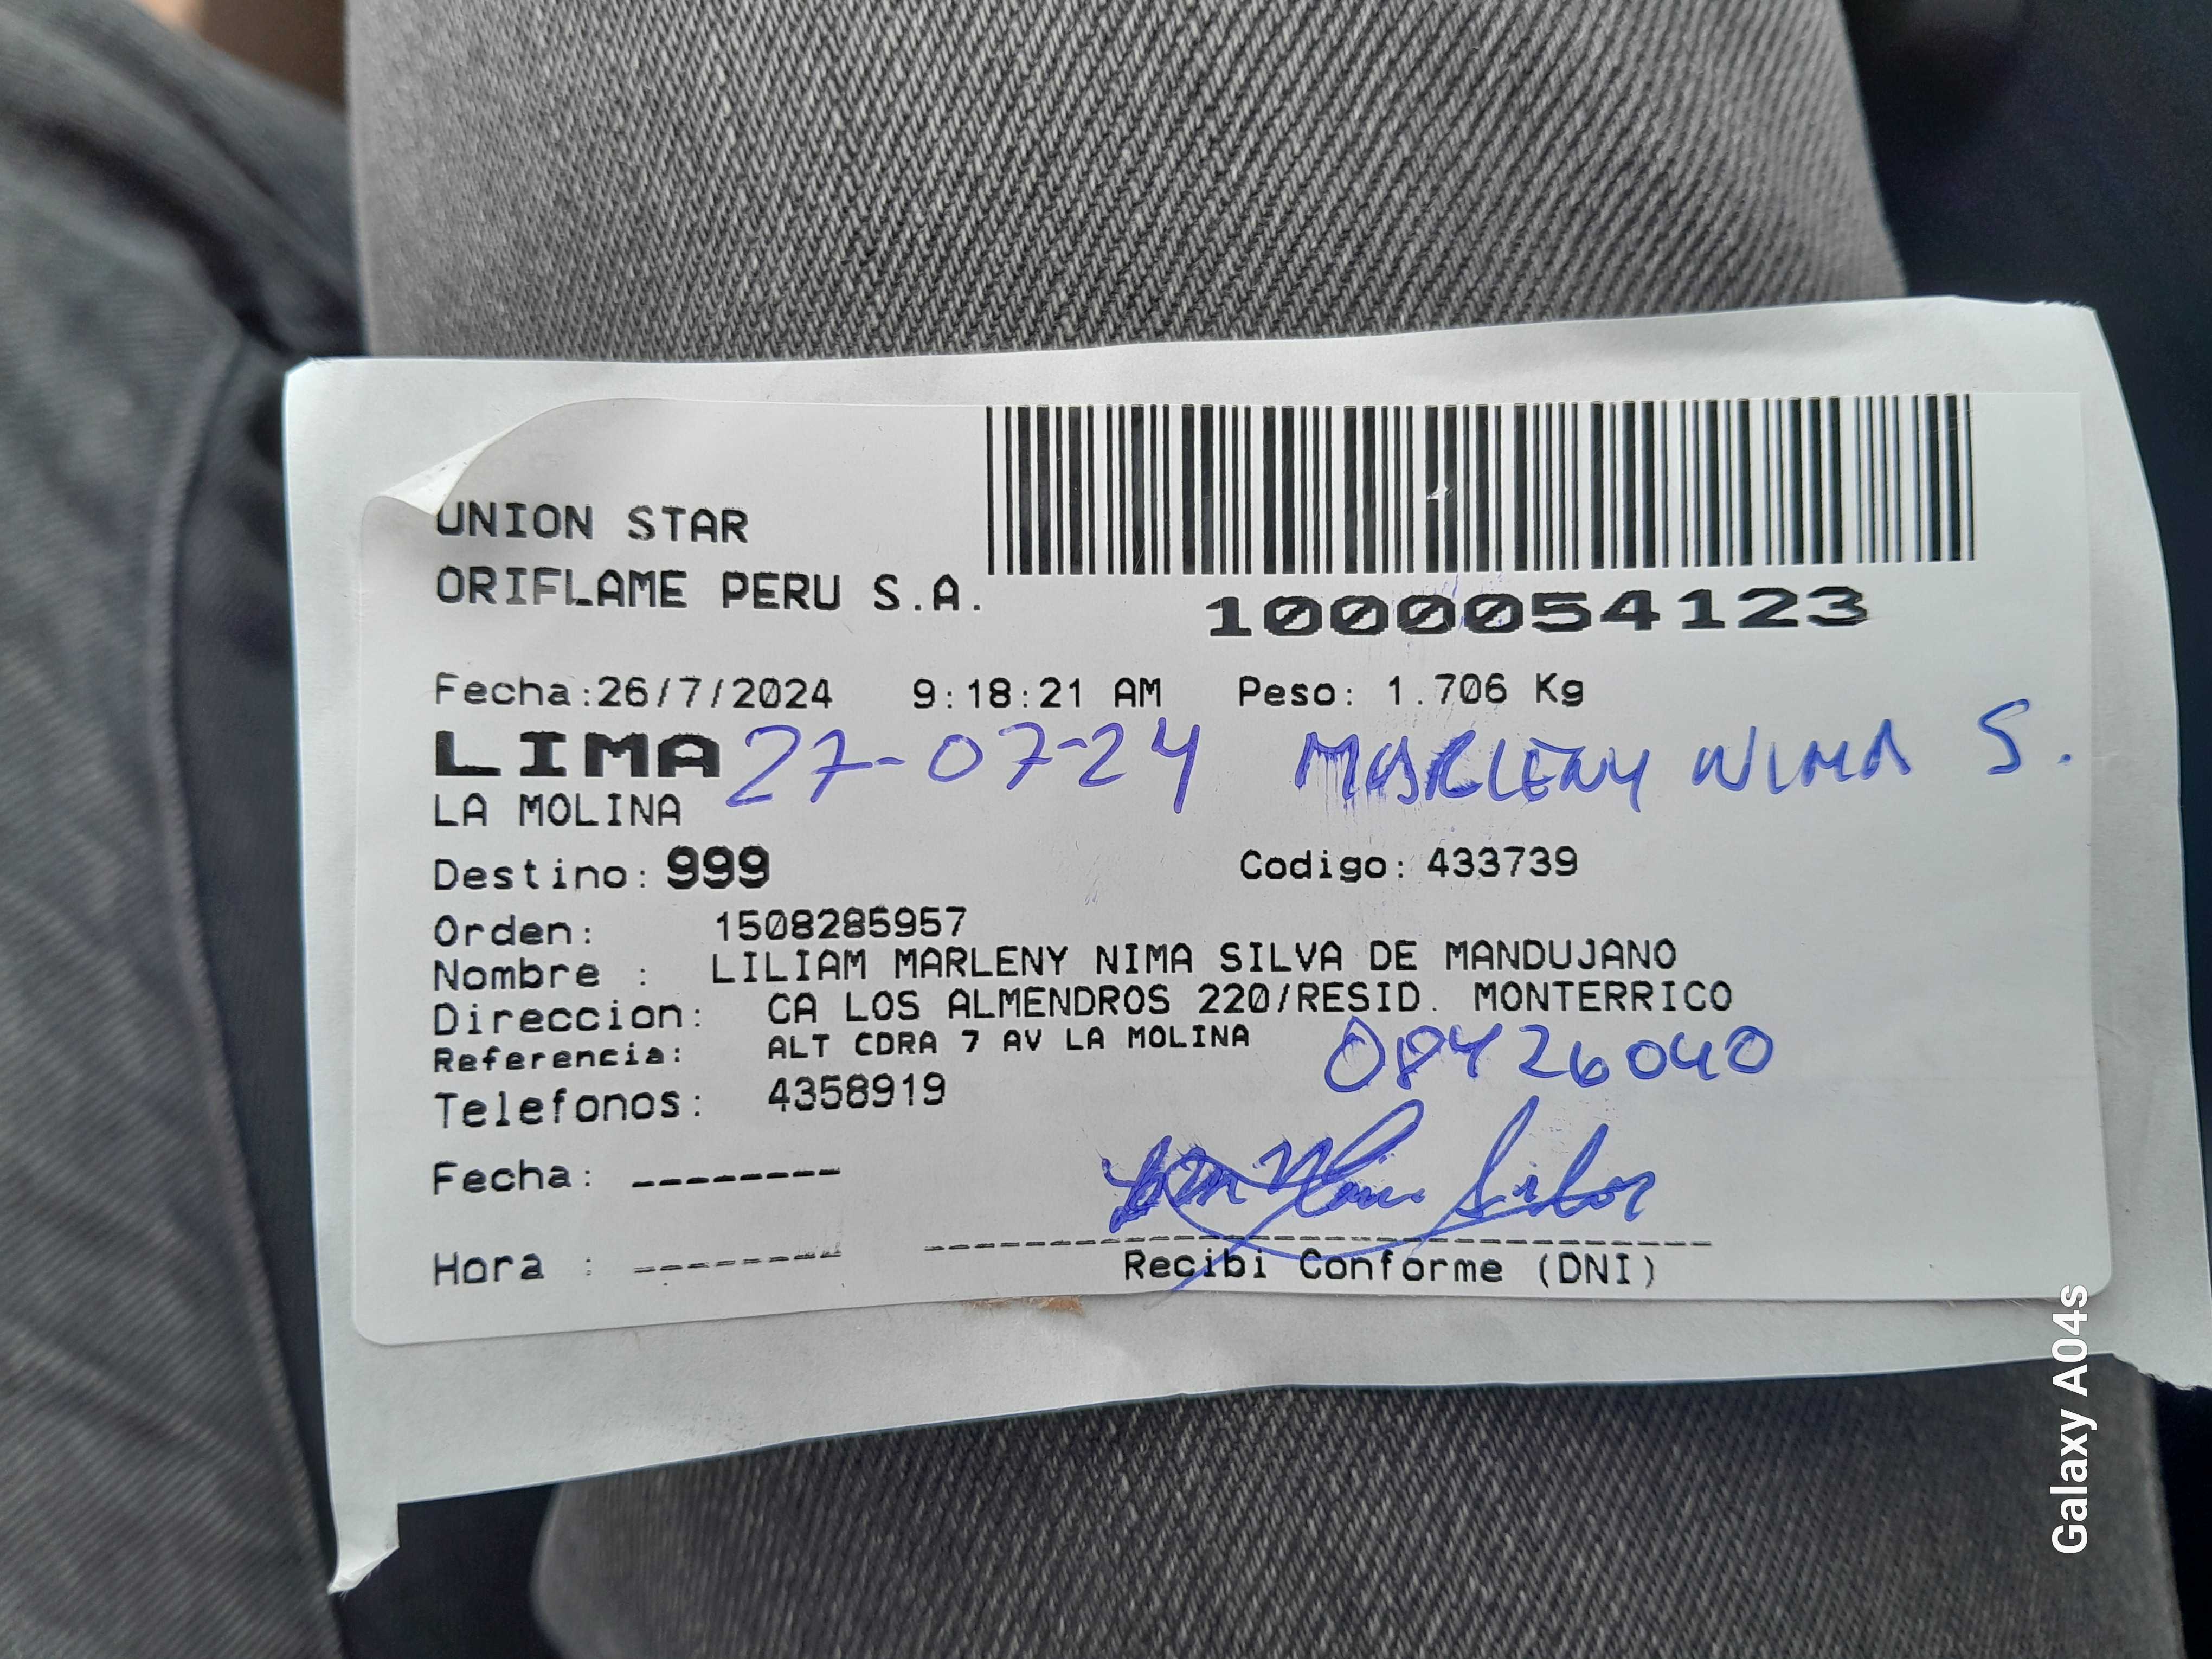 UNION STAR
ORIFLAME PERU S.A.
1000054123
Fecha:26/7/2024 9:18:21 AM Peso: 1.706 Kg
LIMA 27-07-24 MARLENY NIMA S.
LA MOLINA
Destino: 999 Codigo: 433739
Orden: 1508285957
Nombre : LILIAM MARLENY NIMA SILVA DE MANDUJANO
Direccion: CA LOS ALMENDROS 220/RESID. MONTERRICO
Referencia: ALT CDRA 7 AV LA MOLINA
08426040
Telefonos: 4358919
Fecha: --------
Silva
Hora : --------
Recibi Conforme (DNI)
Galaxy A04s